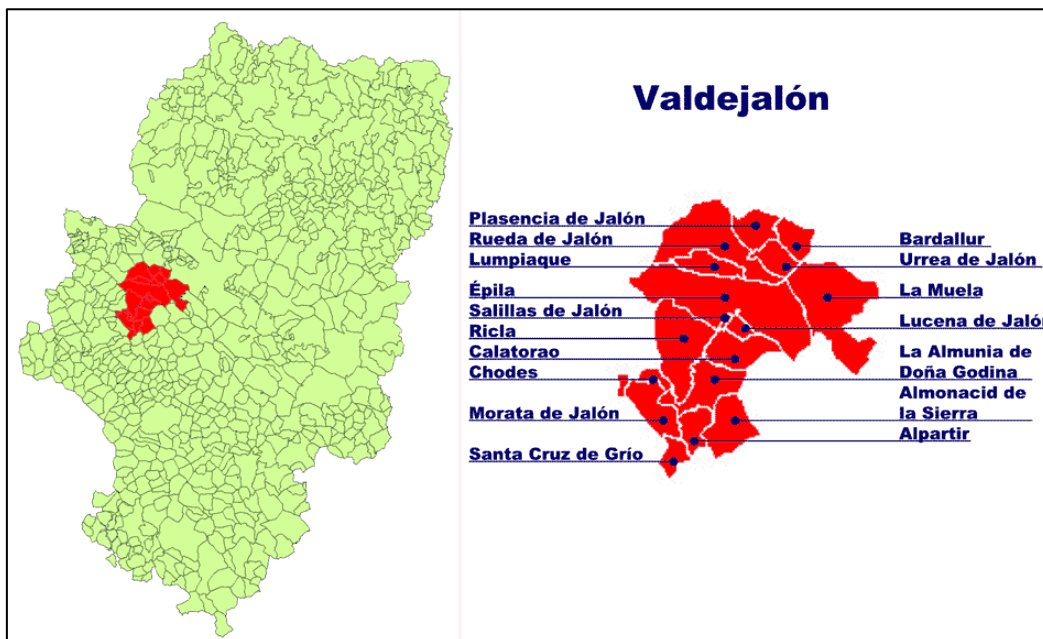 Valdejalón
Plasencia de Jalón
Rueda de Jalón
Lumpiaque
Épila
Salillas de Jalón
Ricla
Calatorao
Chodes
Morata de Jalón
Santa Cruz de Grío
Bardallur
Urrea de Jalón
La Muela
Lucena de Jalón
La Almunia de
Doña Godina
Almonacid de
la Sierra
Alpartir